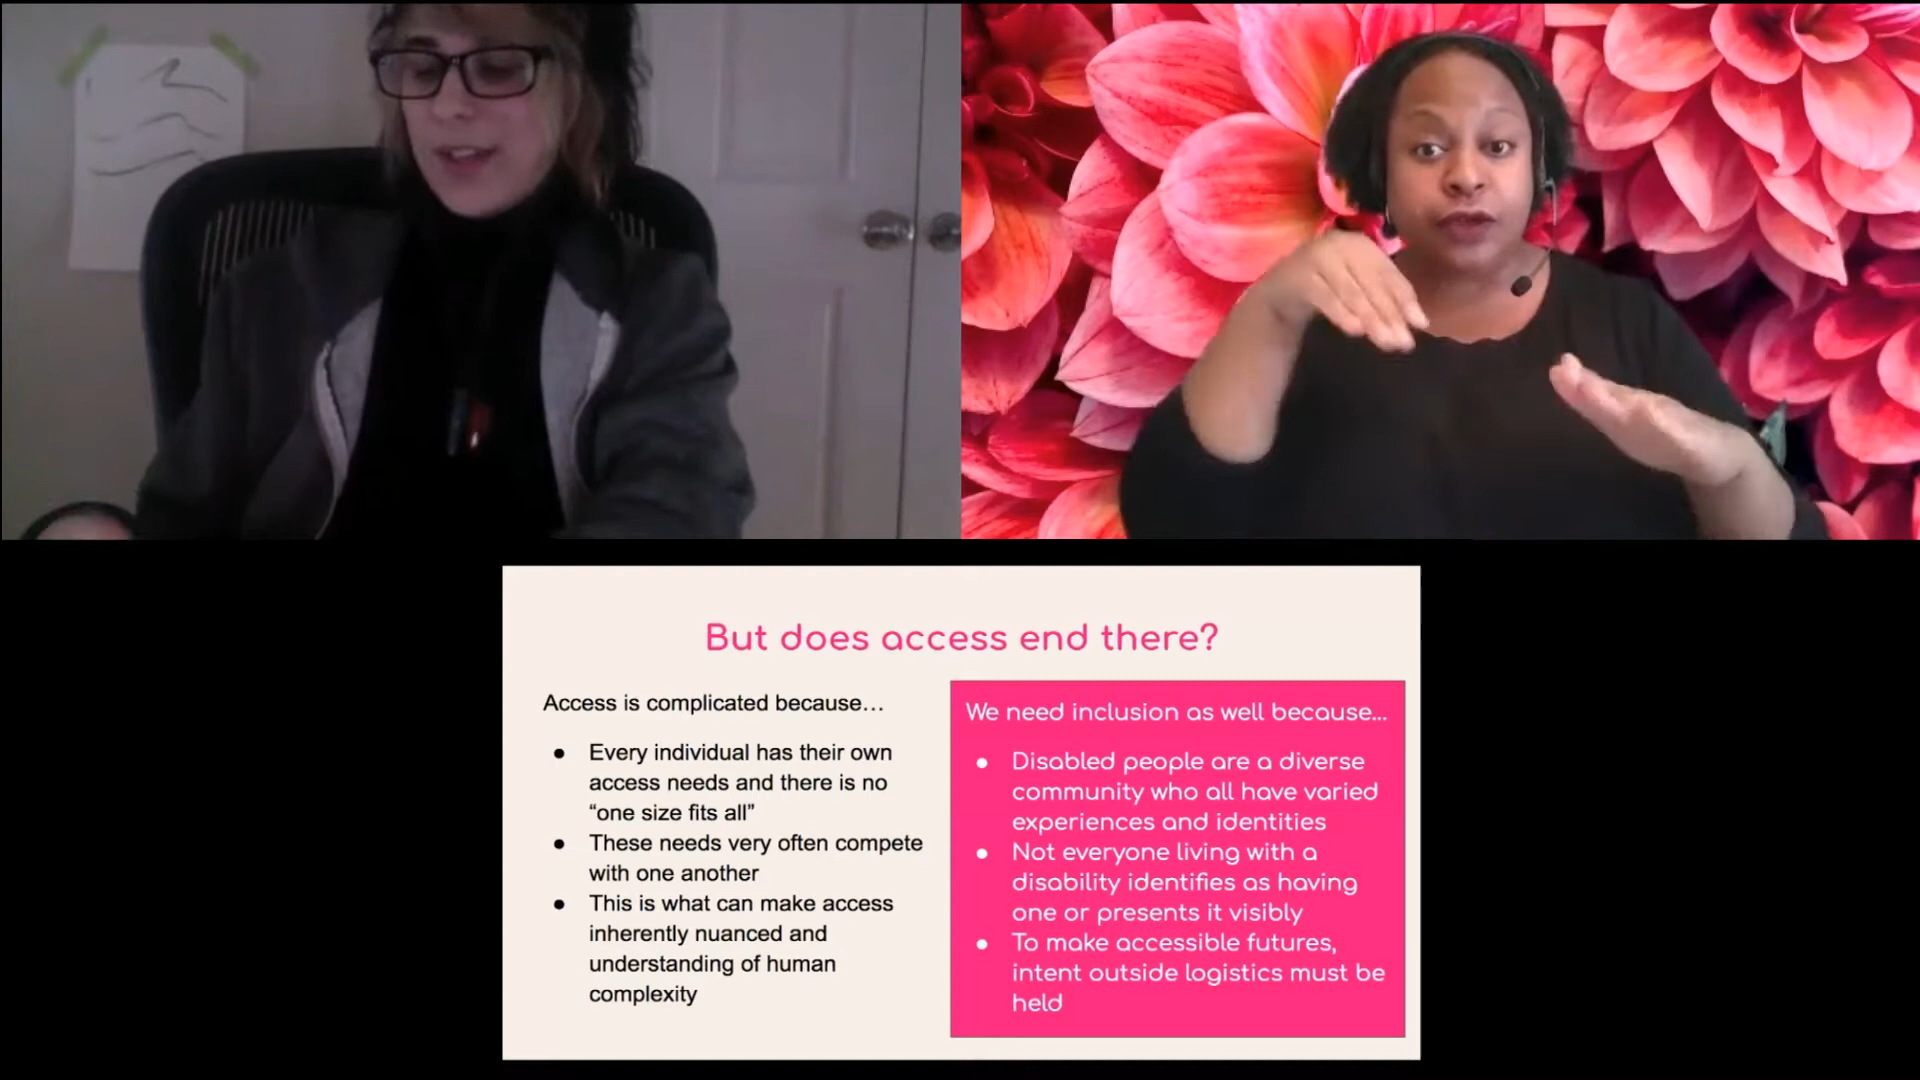 But does access end there?
Access is complicated because…
● Every individual has their own
access needs and there is no
“one size fits all”
● These needs very often compete
with one another
● This is what can make access
inherently nuanced and
understanding of human
complexity
We need inclusion as well because...
● Disabled people are a diverse
community who all have varied
experiences and identities
● Not everyone living with a
disability identifies as having
one or presents it visibly
● To make accessible futures,
intent outside logistics must be
held